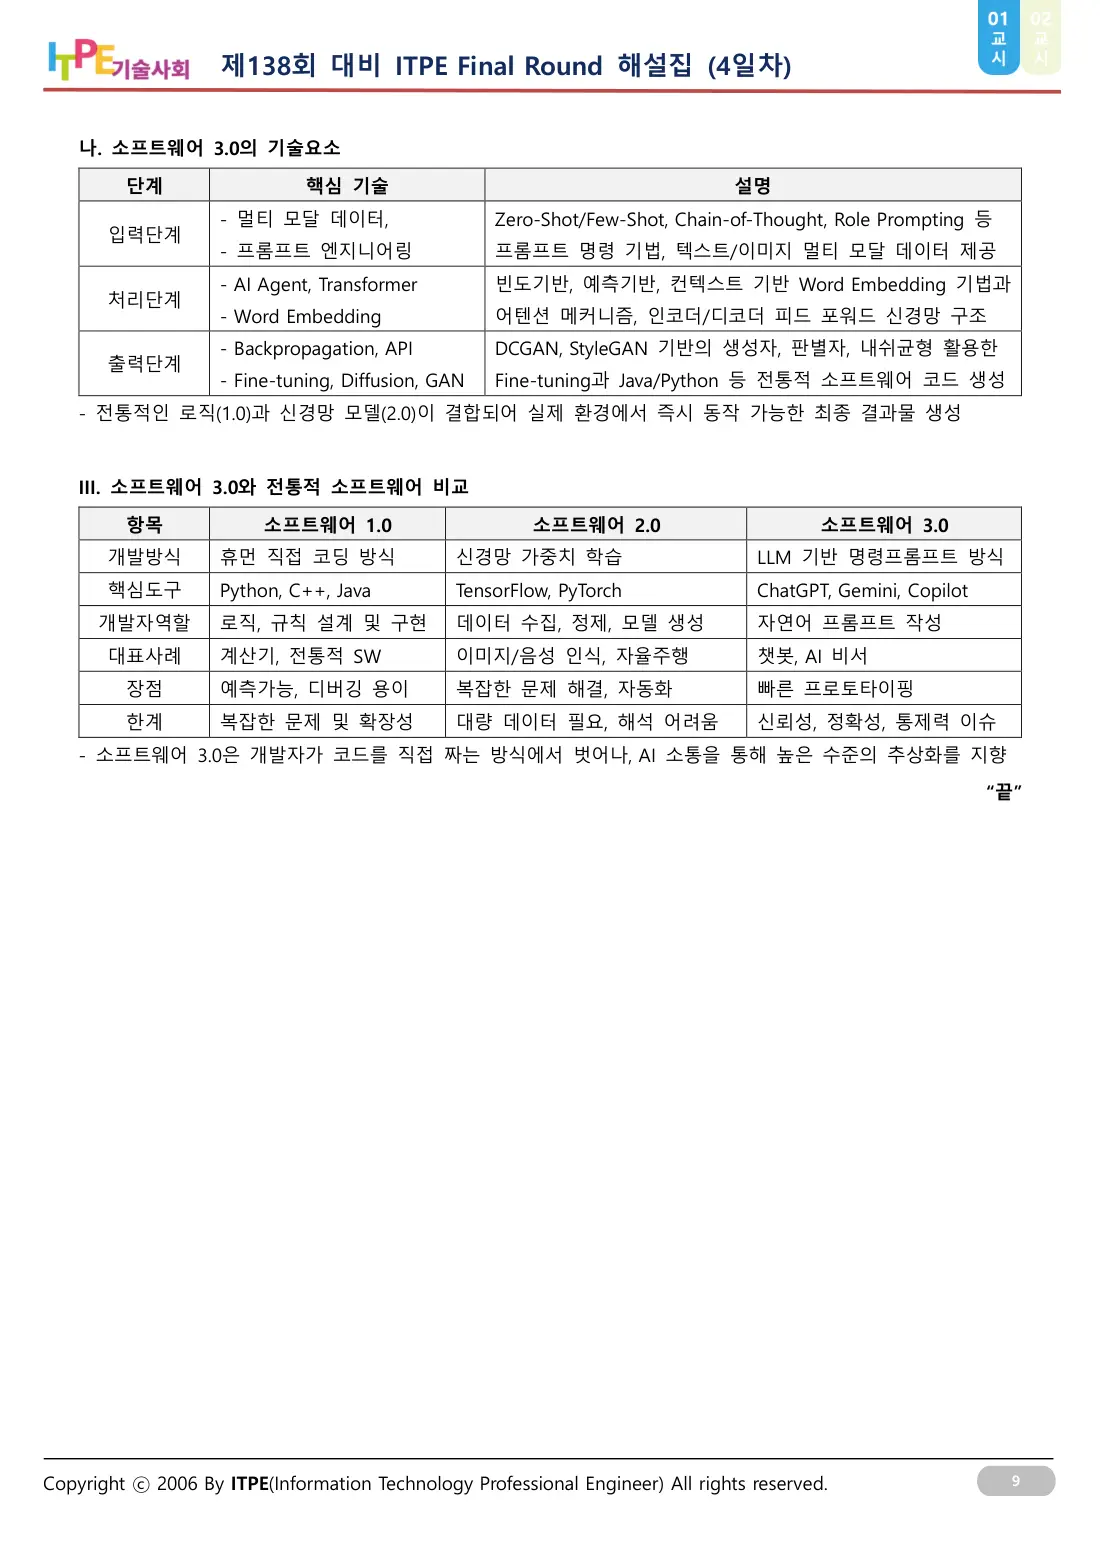 ITPE기술사회 제138회 대비 ITPE Final Round 해설집 (4일차)
01 교 시
02 교 시
나. 소프트웨어 3.0의 기술요소
단계 핵심 기술 설명
입력단계 - 멀티 모달 데이터, Zero-Shot/Few-Shot, Chain-of-Thought, Role Prompting 등
- 프롬프트 엔지니어링 프롬프트 명령 기법, 텍스트/이미지 멀티 모달 데이터 제공
처리단계 - AI Agent, Transformer 빈도기반, 예측기반, 컨텍스트 기반 Word Embedding 기법과
- Word Embedding 어텐션 메커니즘, 인코더/디코더 피드 포워드 신경망 구조
출력단계 - Backpropagation, API DCGAN, StyleGAN 기반의 생성자, 판별자, 내쉬균형 활용한
- Fine-tuning, Diffusion, GAN Fine-tuning과 Java/Python 등 전통적 소프트웨어 코드 생성
- 전통적인 로직(1.0)과 신경망 모델(2.0)이 결합되어 실제 환경에서 즉시 동작 가능한 최종 결과물 생성
III. 소프트웨어 3.0와 전통적 소프트웨어 비교
항목 소프트웨어 1.0 소프트웨어 2.0 소프트웨어 3.0
개발방식 휴먼 직접 코딩 방식 신경망 가중치 학습 LLM 기반 명령프롬프트 방식
핵심도구 Python, C++, Java TensorFlow, PyTorch ChatGPT, Gemini, Copilot
개발자역할 로직, 규칙 설계 및 구현 데이터 수집, 정제, 모델 생성 자연어 프롬프트 작성
대표사례 계산기, 전통적 SW 이미지/음성 인식, 자율주행 챗봇, AI 비서
장점 예측가능, 디버깅 용이 복잡한 문제 해결, 자동화 빠른 프로토타이핑
한계 복잡한 문제 및 확장성 대량 데이터 필요, 해석 어려움 신뢰성, 정확성, 통제력 이슈
- 소프트웨어 3.0은 개발자가 코드를 직접 짜는 방식에서 벗어나, AI 소통을 통해 높은 수준의 추상화를 지향
“끝”
Copyright ⓒ 2006 By ITPE(Information Technology Professional Engineer) All rights reserved.
9